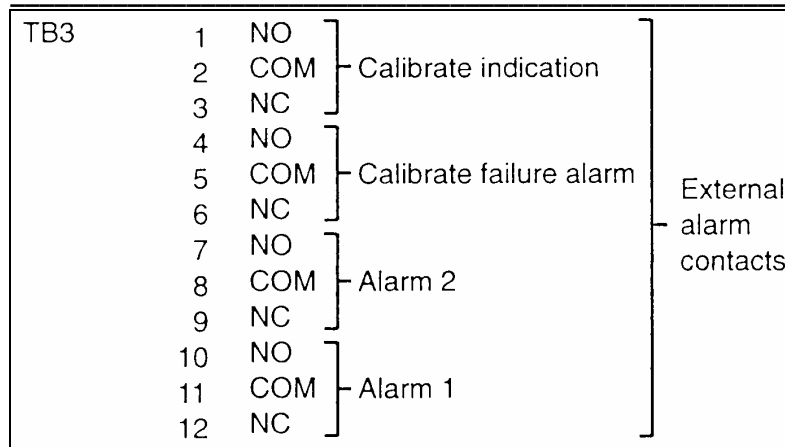 TB3 1 NO
2 COM Calibrate indication
3 NC
4 NO
5 COM Calibrate failure alarm
6 NC
7 NO
8 COM Alarm 2
9 NC
10 NO
11 COM Alarm 1
12 NC
External
alarm
contacts